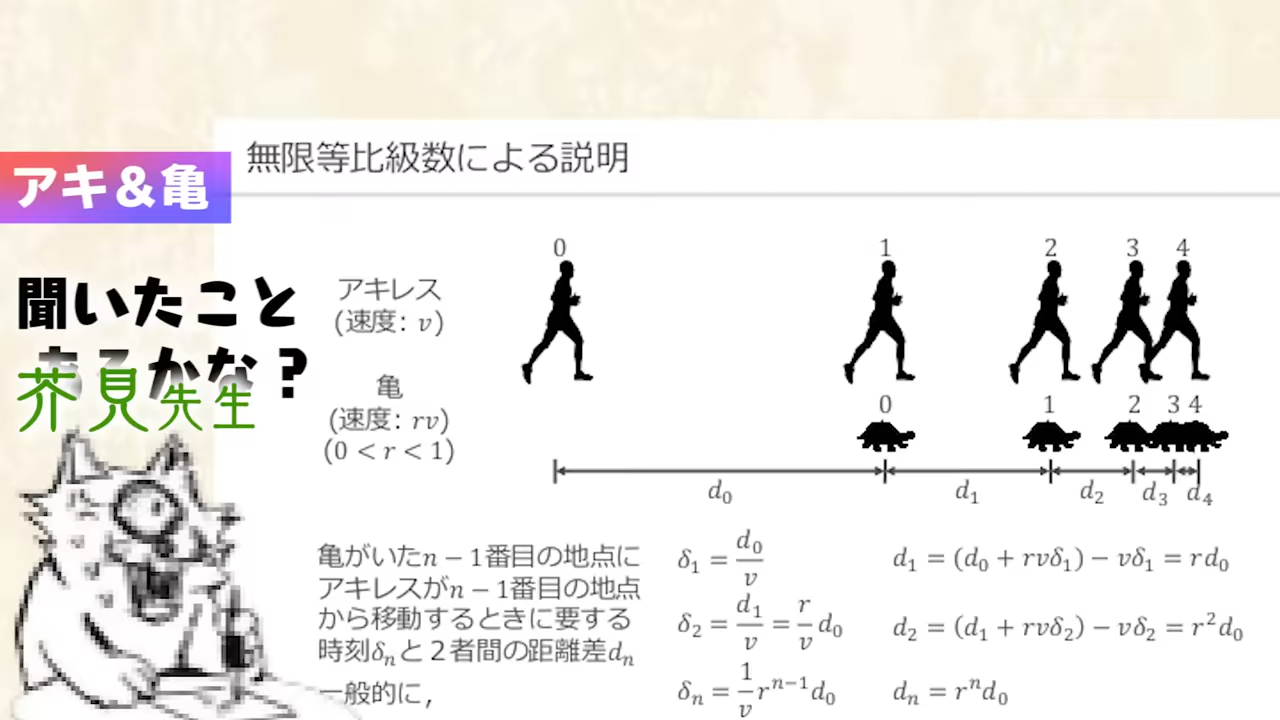 無限等比級数による説明
アキ&亀
聞いたこと
あるかな?
芥見先生
アキレス
(速度: v)
亀
(速度: rv)
(0 < r < 1)
0 1 2 3 4
0 1 2 3 4
d₀ d₁ d₂ d₃ d₄
亀がいたn − 1番目の地点に
アキレスがn − 1番目の地点
から移動するときに要する
時刻δₙと２者間の距離差dₙ
一般的に,
δ₁ = d₀/v
d₁ = (d₀ + rvδ₁) − vδ₁ = rd₀
δ₂ = d₁/v = r/v d₀
d₂ = (d₁ + rvδ₂) − vδ₂ = r²d₀
δₙ = 1/v rⁿ⁻¹d₀
dₙ = rⁿd₀